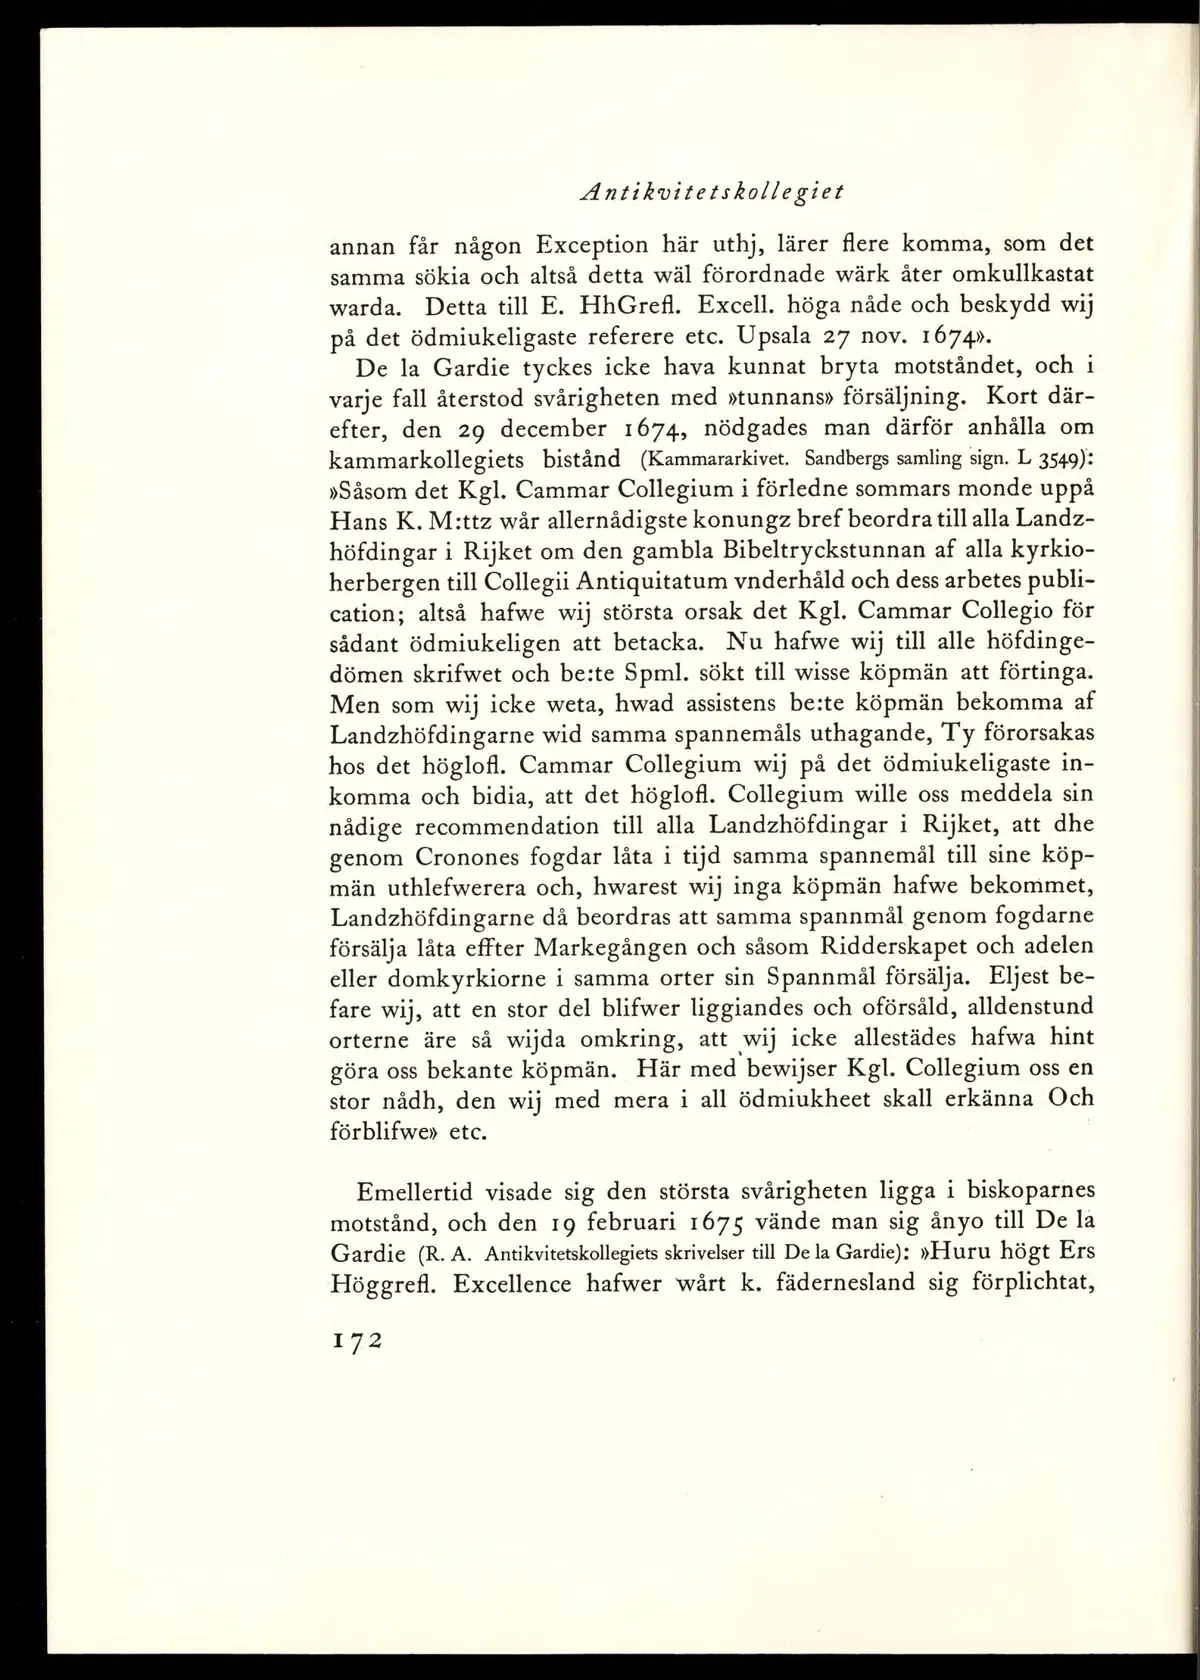 Antikvitetskollegiet
annan får någon Exception här uthj, lärer flere komma, som det
samma sökia och altså detta wäl förordnade wärk åter omkullkastat
warda. Detta till E. HhGrefl. Excell. höga nåde och beskydd wij
på det ödmiukeligaste referere etc. Upsala 27 nov. 1674».
De la Gardie tyckes icke hava kunnat bryta motståndet, och i
varje fall återstod svårigheten med »tunnans» försäljning. Kort där-
efter, den 29 december 1674, nödgades man därför anhålla om
kammarkollegiets bistånd (Kammararkivet. Sandbergs samling sign. L 3549):
»Såsom det Kgl. Cammar Collegium i förledne sommars monde uppå
Hans K. M:ttz wår allernådigste konungz bref beordra till alla Landz-
höfdingar i Rijket om den gambla Bibeltryckstunnan af alla kyrkio-
herbergen till Collegii Antiquitatum vnderhåld och dess arbetes publi-
cation; altså hafwe wij största orsak det Kgl. Cammar Collegio för
sådant ödmiukeligen att betacka. Nu hafwe wij till alle höfdinge-
dömen skrifwet och be:te Spml. sökt till wisse köpmän att förtinga.
Men som wij icke weta, hwad assistens be:te köpmän bekomma af
Landzhöfdingarne wid samma spannemåls uthagande, Ty förorsakas
hos det höglofl. Cammar Collegium wij på det ödmiukeligaste in-
komma och bidia, att det höglofl. Collegium wille oss meddela sin
nådige recommendation till alla Landzhöfdingar i Rijket, att dhe
genom Cronones fogdar låta i tijd samma spannemål till sine köp-
män uthlefwerera och, hwarest wij inga köpmän hafwe bekommet,
Landzhöfdingarne då beordras att samma spannmål genom fogdarne
försälja låta effter Markegången och såsom Ridderskapet och adelen
eller domkyrkiorne i samma orter sin Spannmål försälja. Eljest be-
fare wij, att en stor del blifwer liggiandes och oförsåld, alldenstund
orterne äre så wijda omkring, att wij icke allestädes hafwa hint
göra oss bekante köpmän. Här med bewijser Kgl. Collegium oss en
stor nådh, den wij med mera i all ödmiukheet skall erkänna Och
förblifwe» etc.
Emellertid visade sig den största svårigheten ligga i biskoparnes
motstånd, och den 19 februari 1675 vände man sig ånyo till De la
Gardie (R. A. Antikvitetskollegiets skrivelser till De la Gardie): »Huru högt Ers
Höggrefl. Excellence hafwer wårt k. fädernesland sig förplichtat,
172